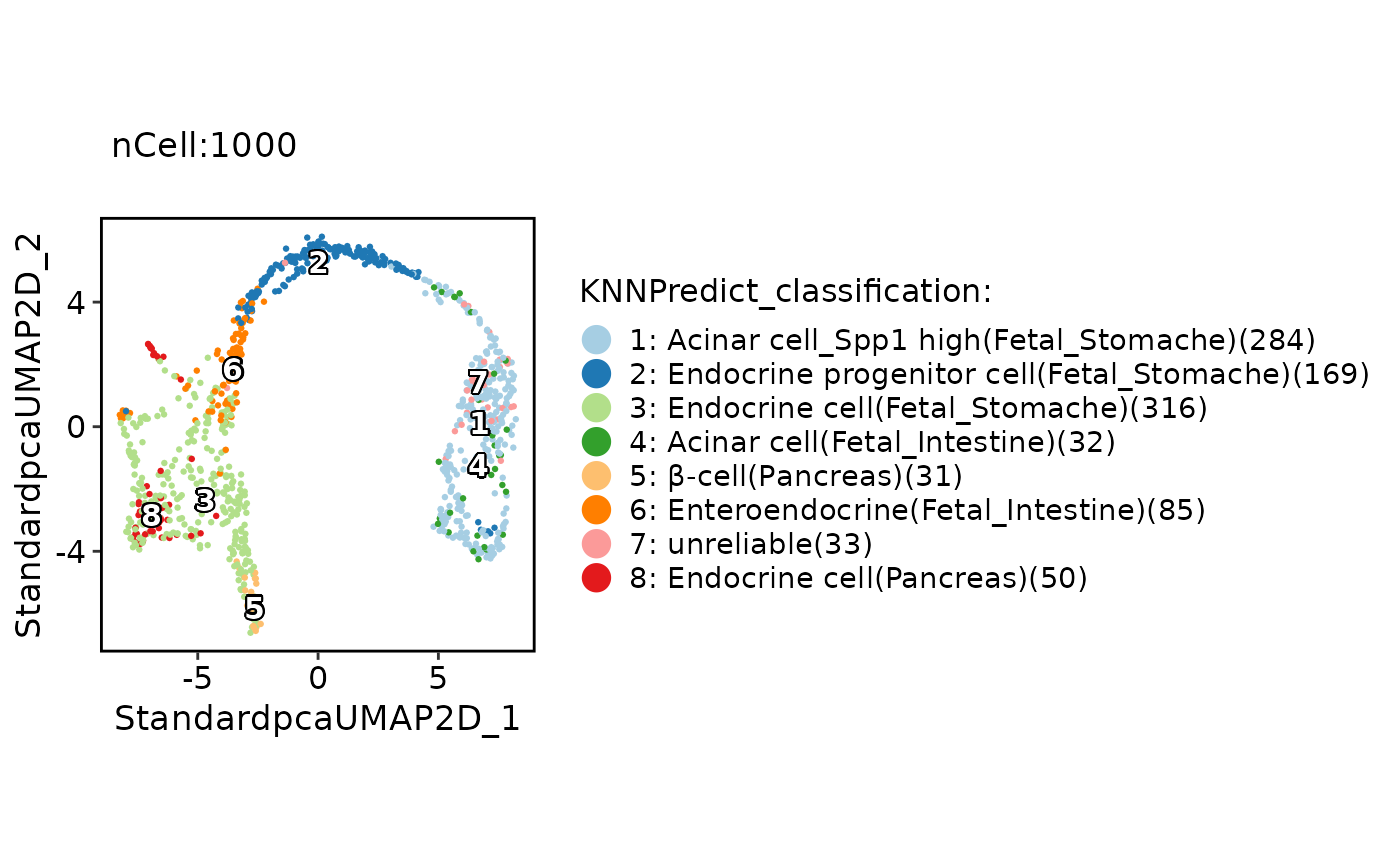 nCell:1000
StandardpcaUMAP2D_2
4
0
-4
2
6
7
1
4
3
8
5
-5
0
5
StandardpcaUMAP2D_1
KNNPredict_classification:
1: Acinar cell_Spp1 high(Fetal_Stomache)(284)
2: Endocrine progenitor cell(Fetal_Stomache)(169)
3: Endocrine cell(Fetal_Stomache)(316)
4: Acinar cell(Fetal_Intestine)(32)
5: β-cell(Pancreas)(31)
6: Enteroendocrine(Fetal_Intestine)(85)
7: unreliable(33)
8: Endocrine cell(Pancreas)(50)